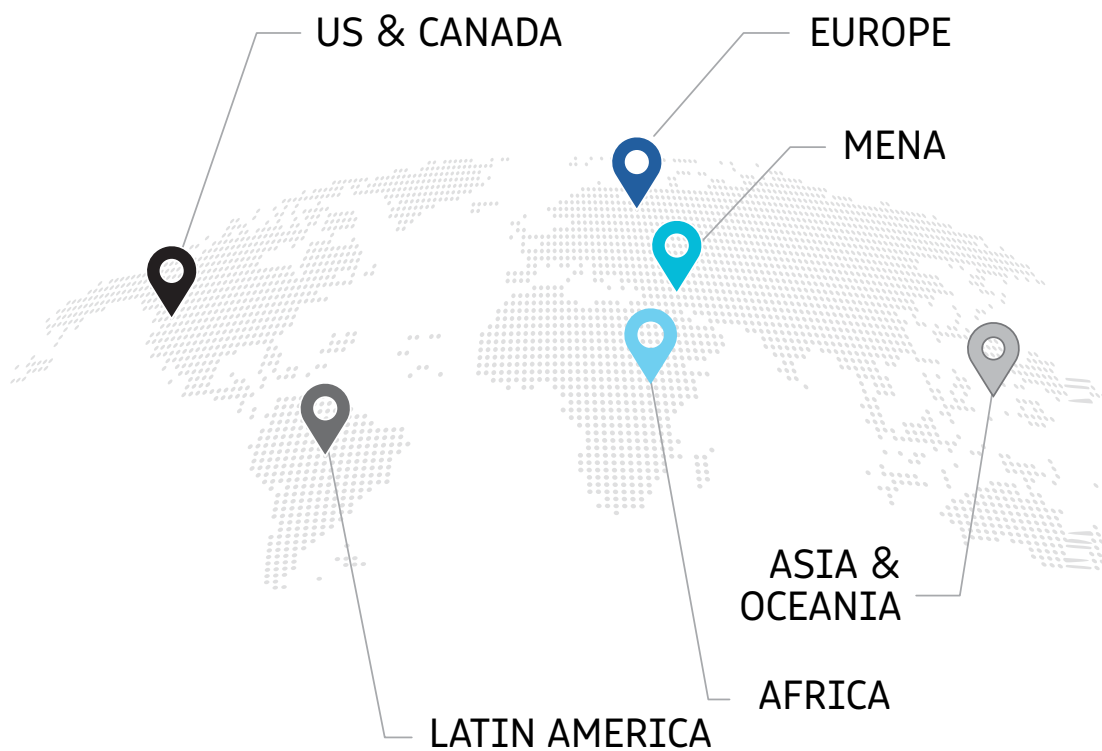 US & CANADA
EUROPE
MENA
ASIA &
OCEANIA
AFRICA
LATIN AMERICA